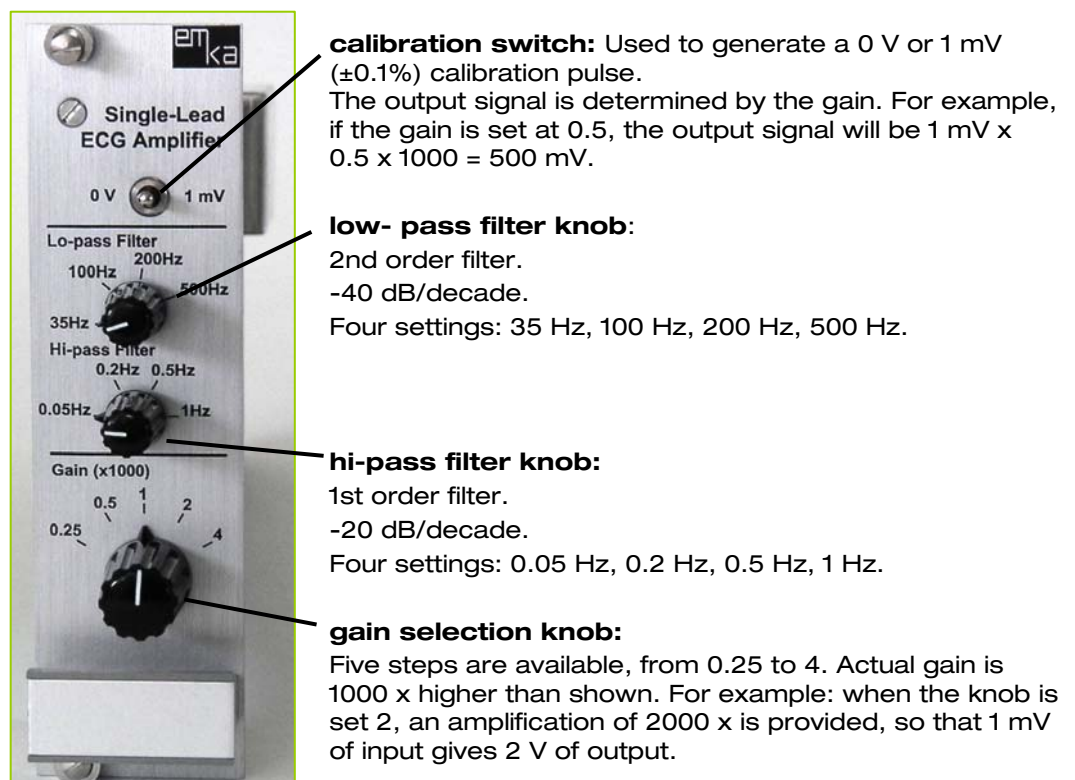 em
ka
Single-Lead
ECG Amplifier
0 V 1 mV
Lo-pass Filter
200Hz
100Hz
500Hz
35Hz
Hi-pass Filter
0.2Hz 0.5Hz
0.05Hz 1Hz
Gain (x1000)
1
0.5 2
0.25 4
calibration switch: Used to generate a 0 V or 1 mV
(±0.1%) calibration pulse.
The output signal is determined by the gain. For example,
if the gain is set at 0.5, the output signal will be 1 mV x
0.5 x 1000 = 500 mV.
low- pass filter knob:
2nd order filter.
-40 dB/decade.
Four settings: 35 Hz, 100 Hz, 200 Hz, 500 Hz.
hi-pass filter knob:
1st order filter.
-20 dB/decade.
Four settings: 0.05 Hz, 0.2 Hz, 0.5 Hz, 1 Hz.
gain selection knob:
Five steps are available, from 0.25 to 4. Actual gain is
1000 x higher than shown. For example: when the knob is
set 2, an amplification of 2000 x is provided, so that 1 mV
of input gives 2 V of output.